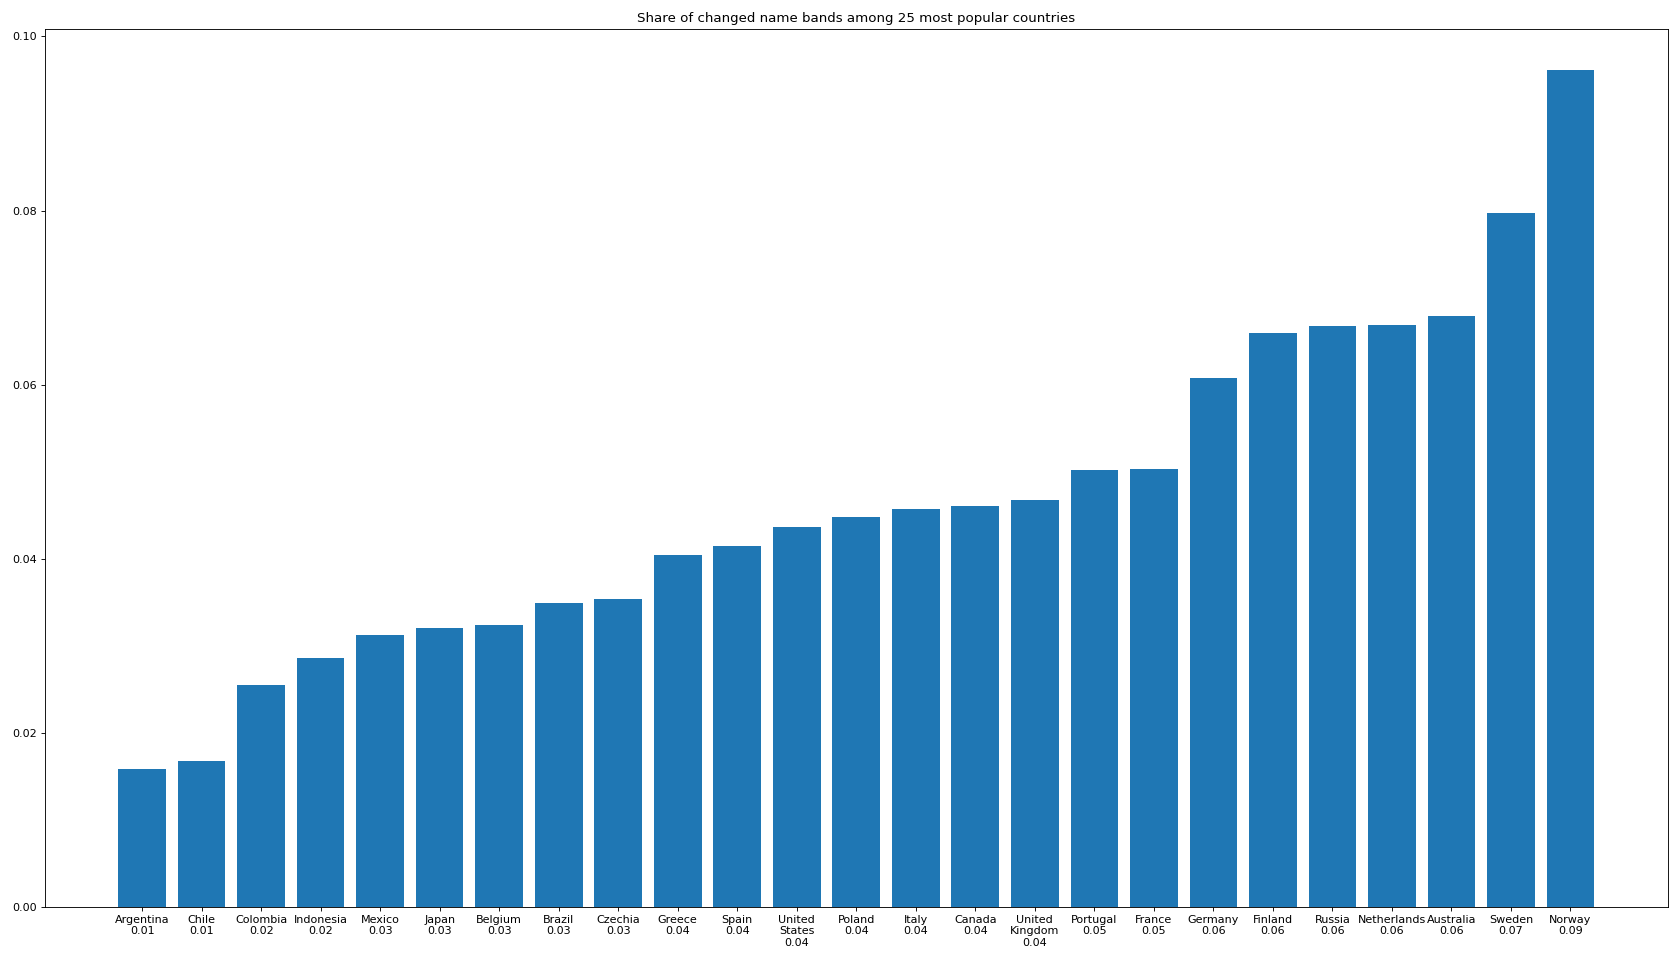 Share of changed name bands among 25 most popular countries
0.10
0.08
0.06
0.04
0.02
0.00
Argentina Chile Colombia Indonesia Mexico Japan Belgium Brazil Czechia Greece Spain United Poland Italy Canada United Portugal France Germany Finland Russia Netherlands Australia Sweden Norway
0.01 0.01 0.02 0.02 0.03 0.03 0.03 0.03 0.03 0.04 0.04 States 0.04 0.04 0.04 Kingdom 0.05 0.05 0.06 0.06 0.06 0.06 0.06 0.07 0.09
0.04 0.04